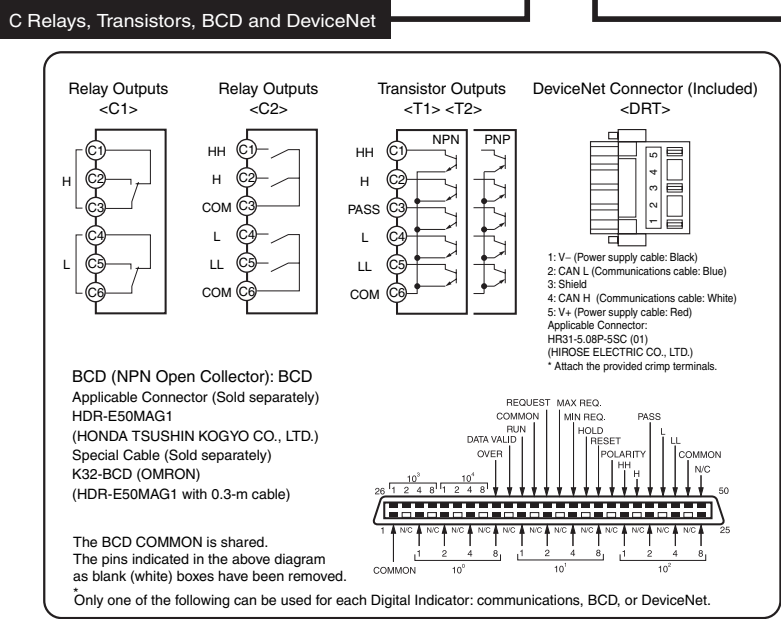 C Relays, Transistors, BCD and DeviceNet
Relay Outputs
<C1>
C1
C2
C3
C4
C5
C6
H
L
Relay Outputs
<C2>
HH C1
H C2
COM C3
L C4
LL C5
COM C6
Transistor Outputs
<T1> <T2>
NPN PNP
HH C1
H C2
PASS C3
L C4
LL C5
COM C6
DeviceNet Connector (Included)
<DRT>
1 2 3 4 5
1: V– (Power supply cable: Black)
2: CAN L (Communications cable: Blue)
3: Shield
4: CAN H (Communications cable: White)
5: V+ (Power supply cable: Red)
Applicable Connector:
HR31-5.08P-5SC (01)
(HIROSE ELECTRIC CO., LTD.)
* Attach the provided crimp terminals.
BCD (NPN Open Collector): BCD
Applicable Connector (Sold separately)
HDR-E50MAG1
(HONDA TSUSHIN KOGYO CO., LTD.)
Special Cable (Sold separately)
K32-BCD (OMRON)
(HDR-E50MAG1 with 0.3-m cable)
The BCD COMMON is shared.
The pins indicated in the above diagram
as blank (white) boxes have been removed.
REQUEST MAX REQ.
COMMON MIN REQ. PASS
RUN HOLD L
DATA VALID RESET LL
OVER POLARITY COMMON
HH
H
N/C
10³ 10⁴
26 1 2 4 8 1 2 4 8 50
1 N/C N/C N/C N/C N/C N/C N/C N/C N/C N/C N/C N/C 25
1 2 4 8 1 2 4 8 1 2 4 8
COMMON 10⁰ 10¹ 10²
* Only one of the following can be used for each Digital Indicator: communications, BCD, or DeviceNet.